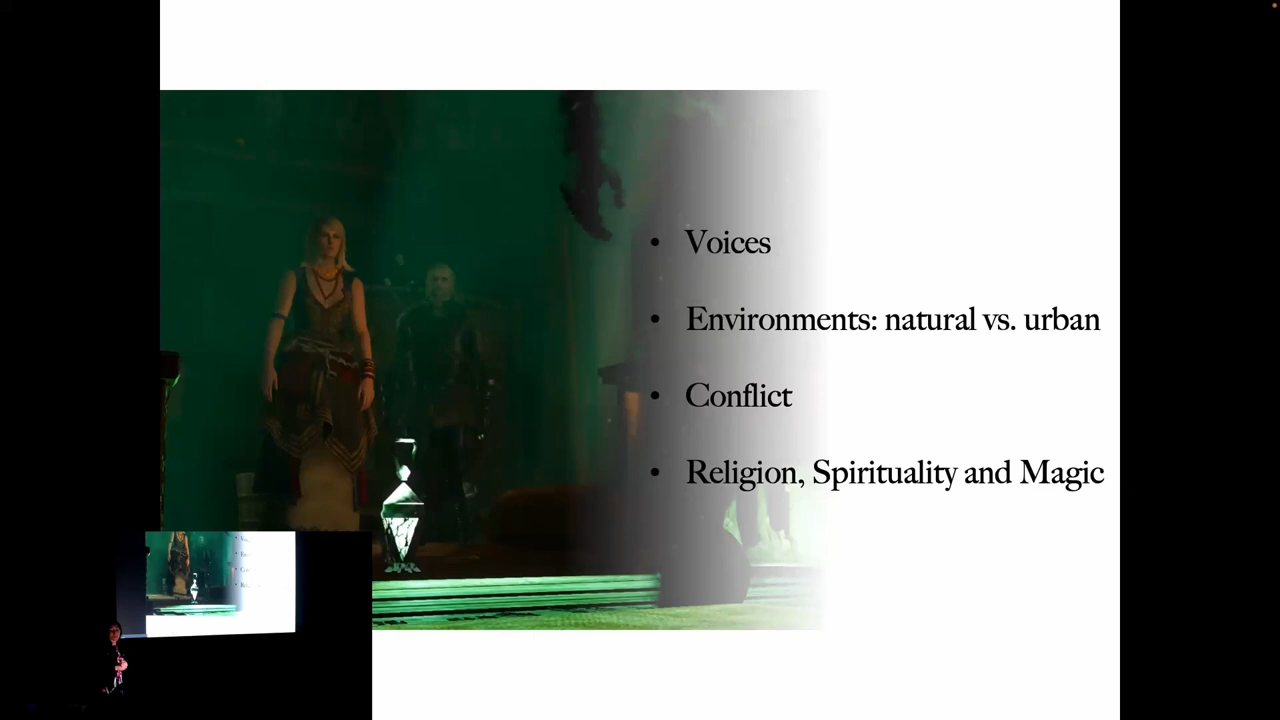 • Voices
• Environments: natural vs. urban
• Conflict
• Religion, Spirituality and Magic